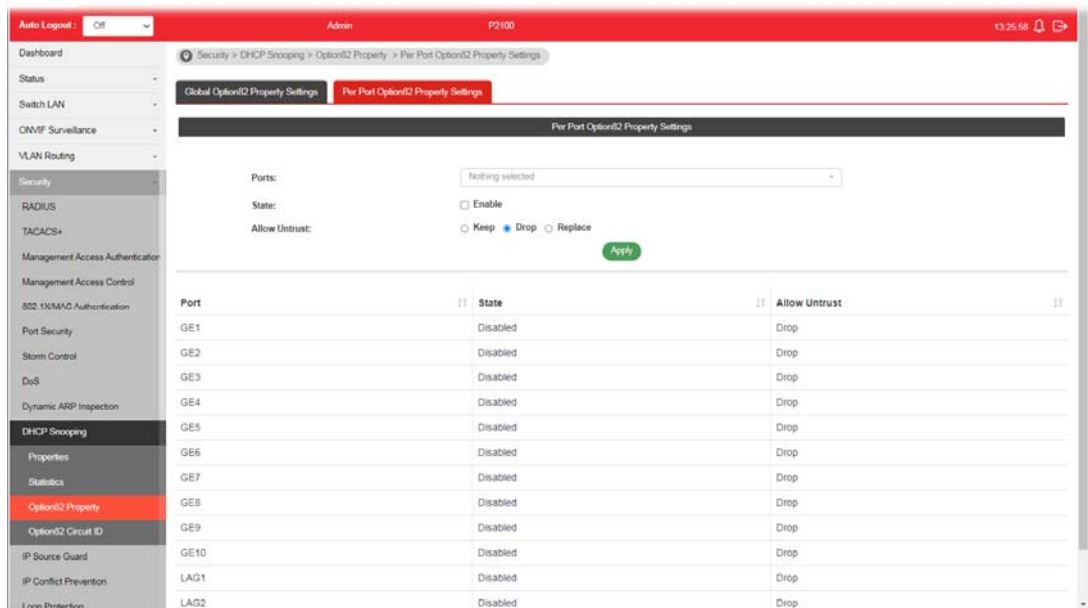 Auto Logout : Off Admin P2100 13:25:58
Dashboard
Status
Switch LAN
ONVIF Surveillance
VLAN Routing
Security
RADIUS
TACACS+
Management Access Authentication
Management Access Control
802.1X/MAC Authentication
Port Security
Storm Control
DoS
Dynamic ARP Inspection
DHCP Snooping
Properties
Statistics
Option82 Property
Option82 Circuit ID
IP Source Guard
IP Conflict Prevention
Loop Protection
Security > DHCP Snooping > Option82 Property > Per Port Option82 Property Settings
Global Option82 Property Settings Per Port Option82 Property Settings
Per Port Option82 Property Settings
Ports: Nothing selected
State: Enable
Allow Untrust: Keep Drop Replace
Apply
Port State Allow Untrust
GE1 Disabled Drop
GE2 Disabled Drop
GE3 Disabled Drop
GE4 Disabled Drop
GE5 Disabled Drop
GE6 Disabled Drop
GE7 Disabled Drop
GE8 Disabled Drop
GE9 Disabled Drop
GE10 Disabled Drop
LAG1 Disabled Drop
LAG2 Disabled Drop